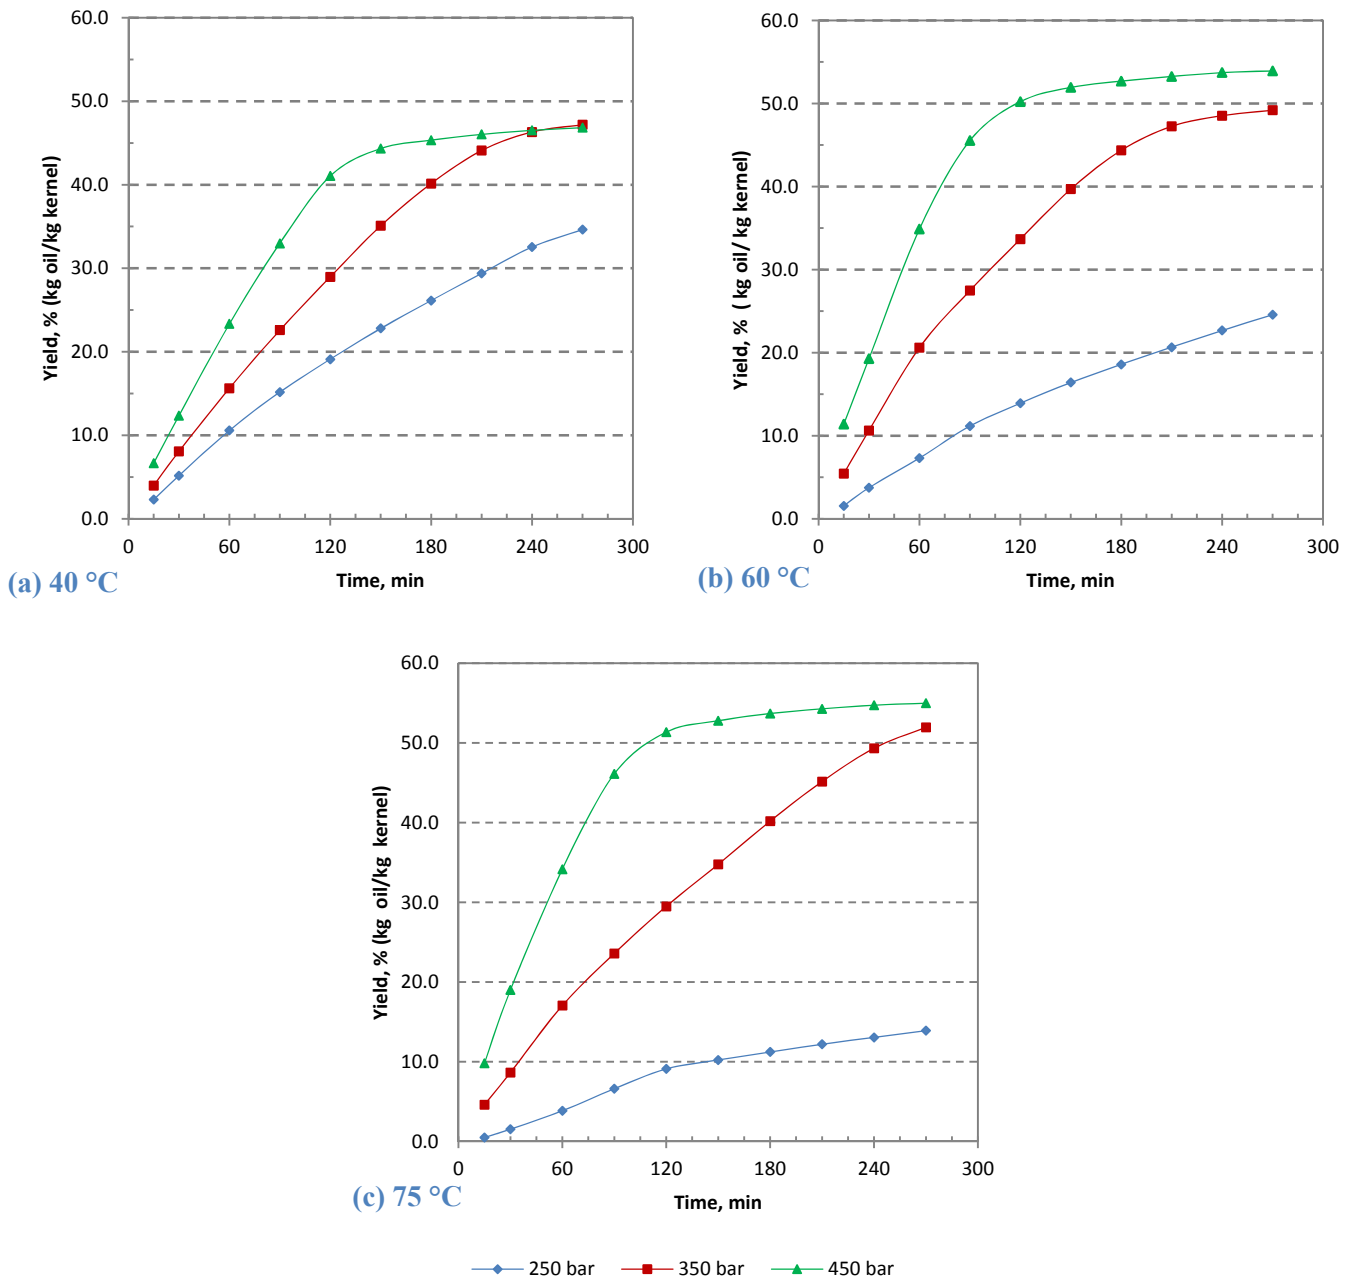 60.0
50.0
40.0
30.0
20.0
10.0
0.0
Yield, % (kg oil/kg kernel)
0 60 120 180 240 300
Time, min
(a) 40 °C
60.0
50.0
40.0
30.0
20.0
10.0
0.0
Yield, % ( kg oil/ kg kernel)
0 60 120 180 240 300
Time, min
(b) 60 °C
60.0
50.0
40.0
30.0
20.0
10.0
0.0
Yield, % (kg oil/kg kernel)
0 60 120 180 240 300
Time, min
(c) 75 °C
250 bar 350 bar 450 bar